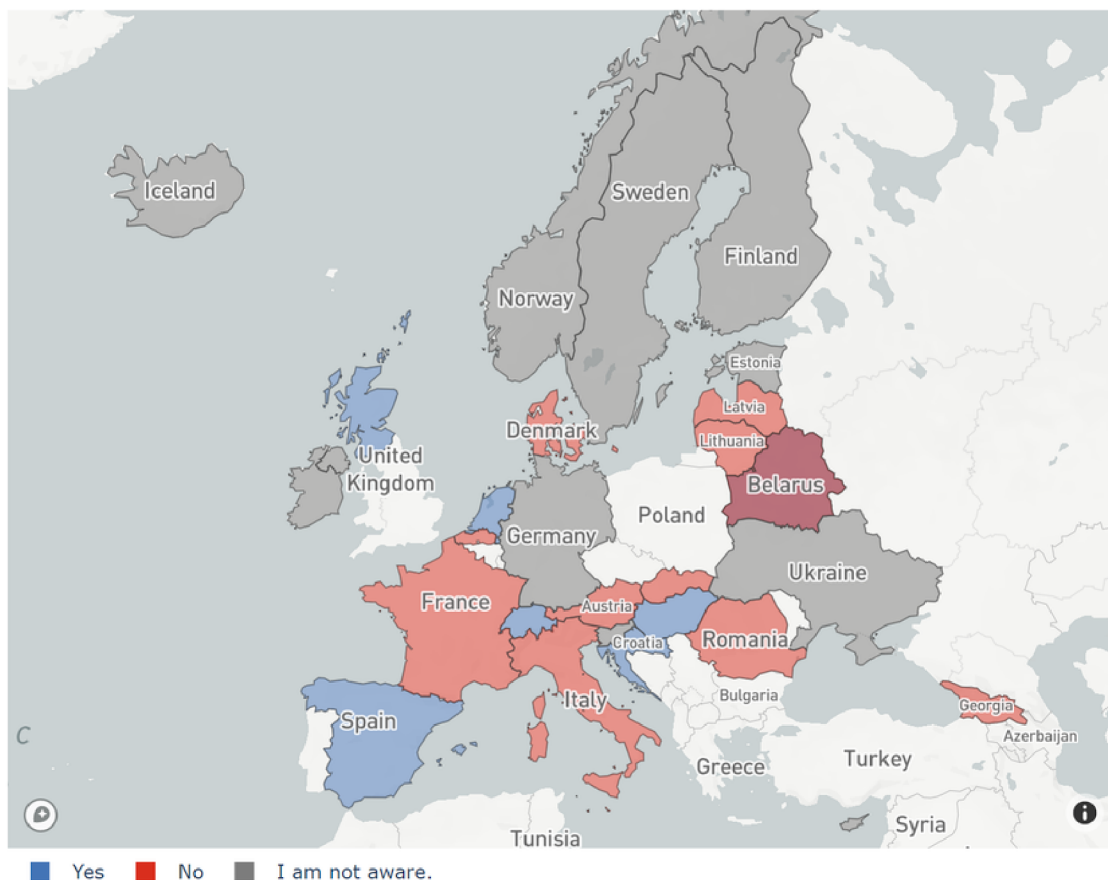 Iceland
Sweden
Finland
Norway
Estonia
Latvia
Denmark
Lithuania
United
Kingdom
Belarus
Poland
Germany
Ukraine
France
Austria
Croatia
Romania
Italy
Bulgaria
Spain
Georgia
Azerbaijan
C
Greece
Turkey
Syria
Tunisia
Yes No I am not aware.